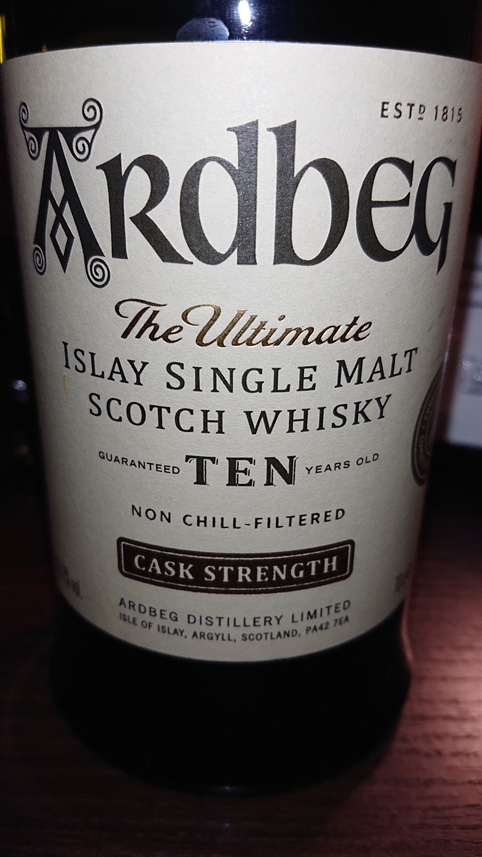 ESTD 1815
ARdbEG
The Ultimate
ISLAY SINGLE MALT
SCOTCH WHISKY
GUARANTEED TEN YEARS OLD
NON CHILL-FILTERED
CASK STRENGTH
ARDBEG DISTILLERY LIMITED
ISLE OF ISLAY, ARGYLL, SCOTLAND, PA42 7EA